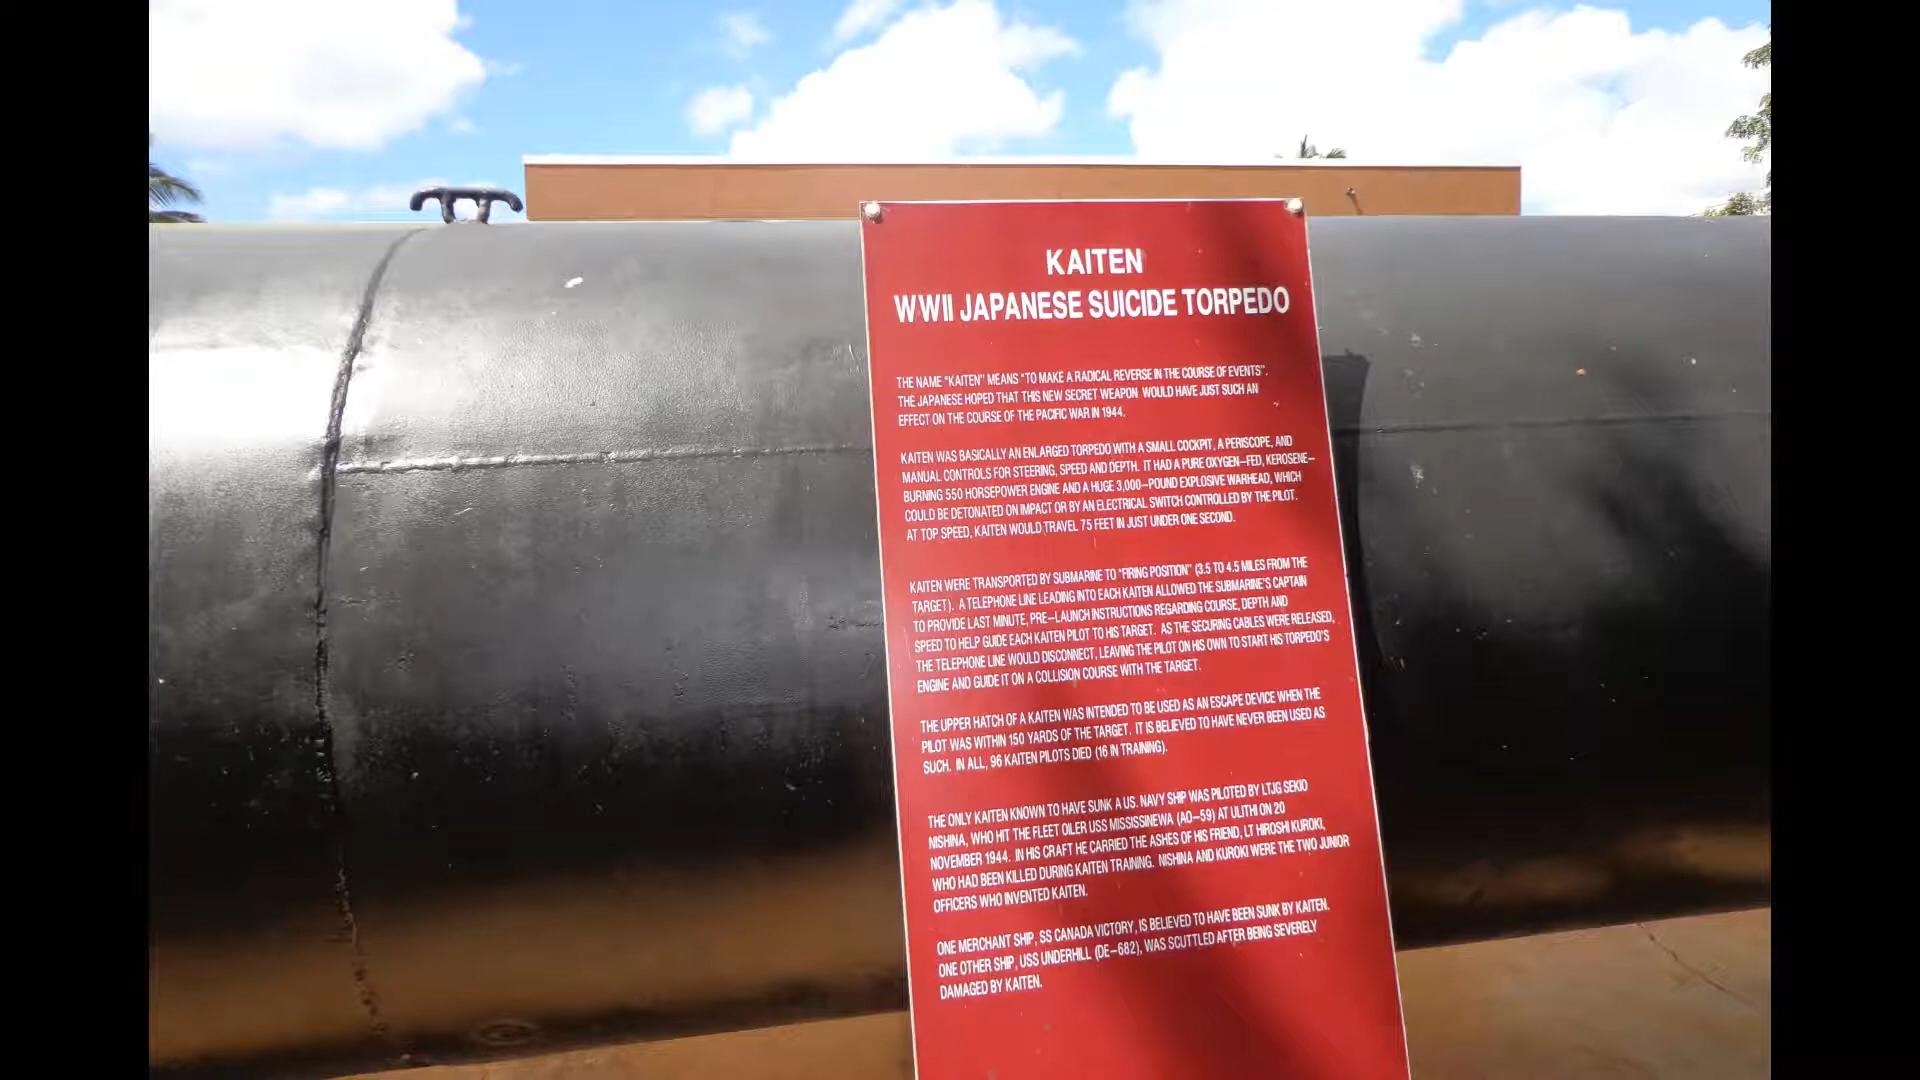 KAITEN
WWII JAPANESE SUICIDE TORPEDO
THE NAME "KAITEN" MEANS "TO MAKE A RADICAL REVERSE IN THE COURSE OF EVENTS".
THE JAPANESE HOPED THAT THIS NEW SECRET WEAPON WOULD HAVE JUST SUCH AN
EFFECT ON THE COURSE OF THE PACIFIC WAR IN 1944.
KAITEN WAS BASICALLY AN ENLARGED TORPEDO WITH A SMALL COCKPIT, A PERISCOPE, AND
MANUAL CONTROLS FOR STEERING, SPEED AND DEPTH. IT HAD A PURE OXYGEN-FED, KEROSENE-
BURNING 550 HORSEPOWER ENGINE AND A HUGE 3,000-POUND EXPLOSIVE WARHEAD, WHICH
COULD BE DETONATED ON IMPACT OR BY AN ELECTRICAL SWITCH CONTROLLED BY THE PILOT.
AT TOP SPEED, KAITEN WOULD TRAVEL 75 FEET IN JUST UNDER ONE SECOND.
KAITEN WERE TRANSPORTED BY SUBMARINE TO "FIRING POSITION" (3.5 TO 4.5 MILES FROM THE
TARGET). A TELEPHONE LINE LEADING INTO EACH KAITEN ALLOWED THE SUBMARINE'S CAPTAIN
TO PROVIDE LAST MINUTE, PRE-LAUNCH INSTRUCTIONS REGARDING COURSE, DEPTH AND
SPEED TO HELP GUIDE EACH KAITEN PILOT TO HIS TARGET. AS THE SECURING CABLES WERE RELEASED,
THE TELEPHONE LINE WOULD DISCONNECT, LEAVING THE PILOT ON HIS OWN TO START HIS TORPEDO'S
ENGINE AND GUIDE IT ON A COLLISION COURSE WITH THE TARGET.
THE UPPER HATCH OF A KAITEN WAS INTENDED TO BE USED AS AN ESCAPE DEVICE WHEN THE
PILOT WAS WITHIN 150 YARDS OF THE TARGET. IT IS BELIEVED TO HAVE NEVER BEEN USED AS
SUCH. IN ALL, 96 KAITEN PILOTS DIED (16 IN TRAINING).
THE ONLY KAITEN KNOWN TO HAVE SUNK A US. NAVY SHIP WAS PILOTED BY LTJG SEKIO
NISHINA, WHO HIT THE FLEET OILER USS MISSISSINEWA (AO-59) AT ULITHI ON 20
NOVEMBER 1944. IN HIS CRAFT HE CARRIED THE ASHES OF HIS FRIEND, LT HIROSHI KUROKI,
WHO HAD BEEN KILLED DURING KAITEN TRAINING. NISHINA AND KUROKI WERE THE TWO JUNIOR
OFFICERS WHO INVENTED KAITEN.
ONE MERCHANT SHIP, SS CANADA VICTORY, IS BELIEVED TO HAVE BEEN SUNK BY KAITEN.
ONE OTHER SHIP, USS UNDERHILL (DE-682), WAS SCUTTLED AFTER BEING SEVERELY
DAMAGED BY KAITEN.